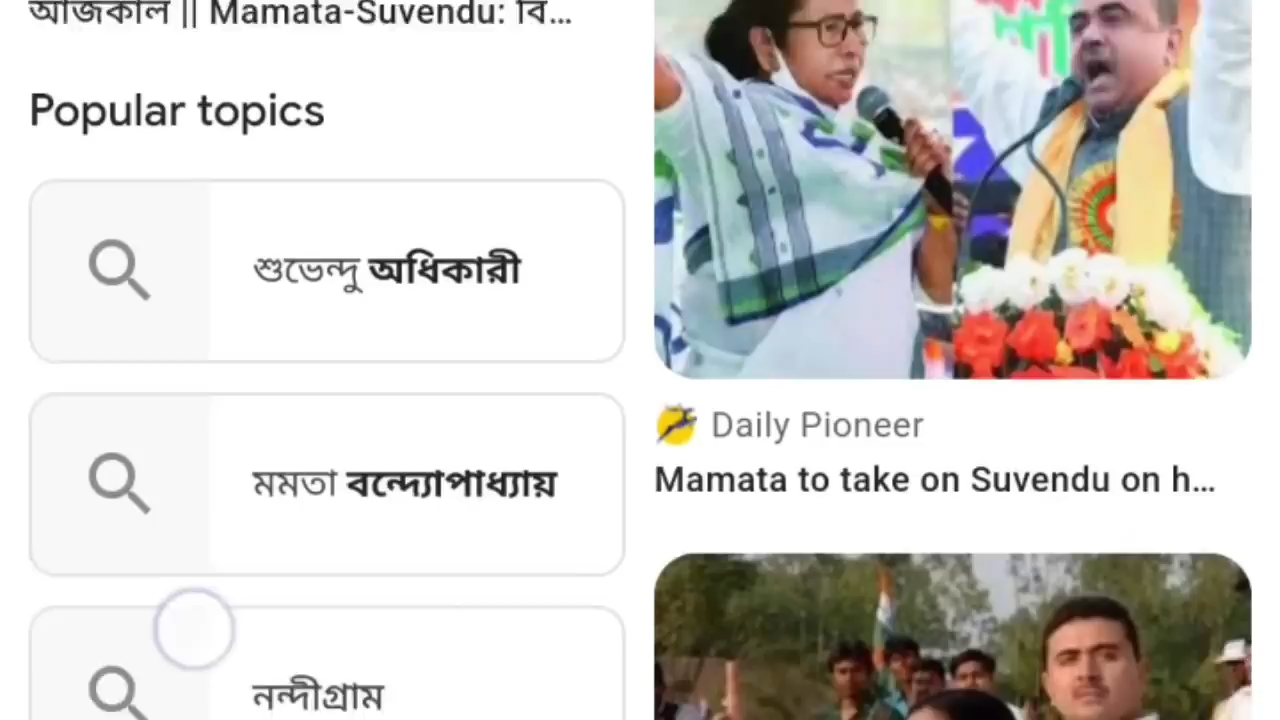 আজকাল || Mamata-Suvendu: বি...
Popular topics
শুভেন্দু অধিকারী
মমতা বন্দ্যোপাধ্যায়
নন্দীগ্রাম
Daily Pioneer
Mamata to take on Suvendu on h...